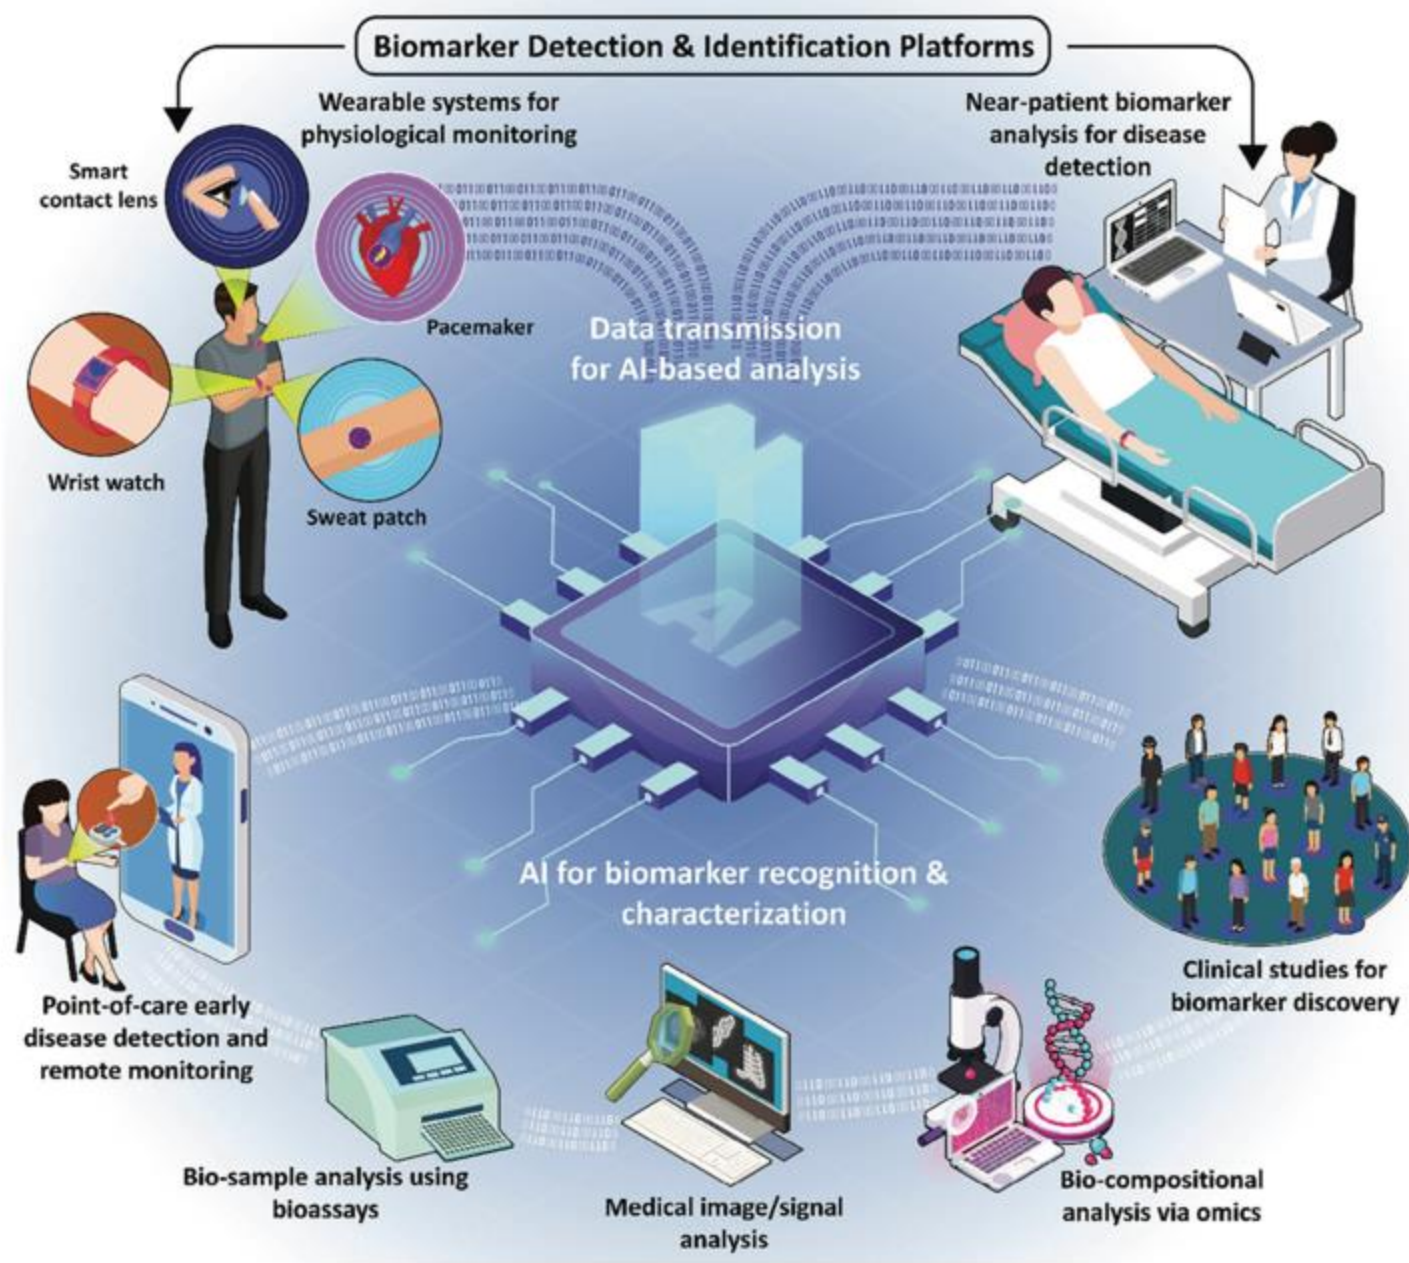 Biomarker Detection & Identification Platforms
Wearable systems for
physiological monitoring
Near-patient biomarker
analysis for disease
detection
Smart
contact lens
Pacemaker
Data transmission
for AI-based analysis
Wrist watch
Sweat patch
AI
AI for biomarker recognition &
characterization
Clinical studies for
biomarker discovery
Point-of-care early
disease detection and
remote monitoring
Bio-sample analysis using
bioassays
Medical image/signal
analysis
Bio-compositional
analysis via omics